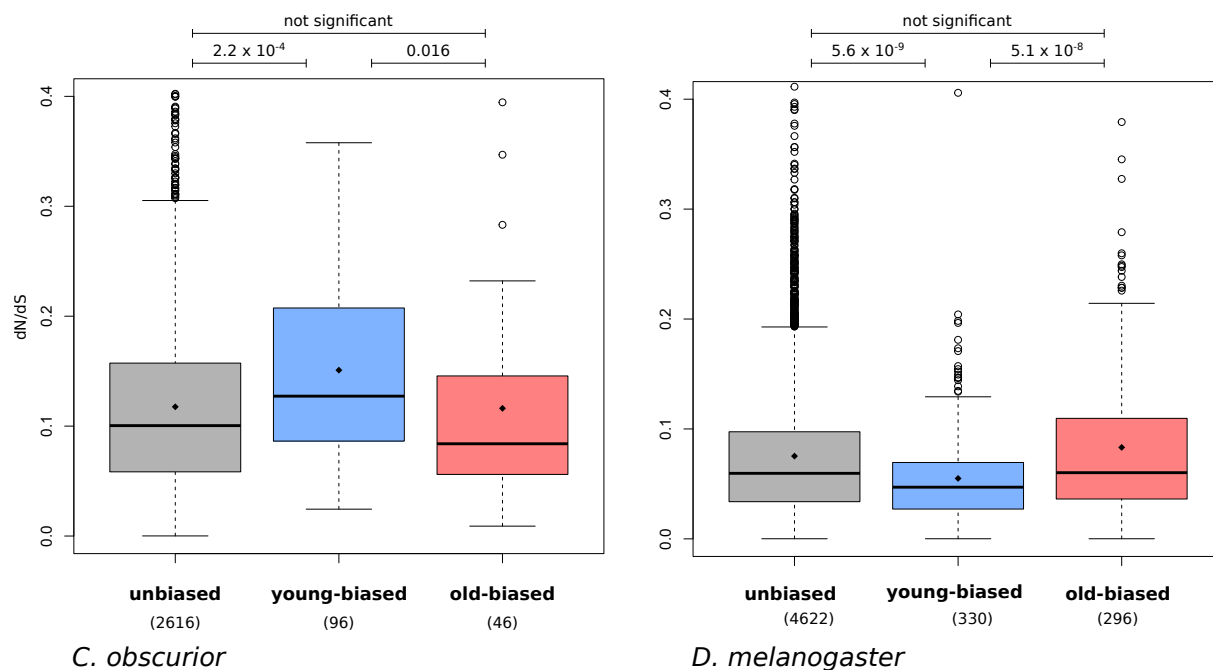 not significant
2.2 x 10-4
0.016
dN/dS
0.4
0.3
0.2
0.1
0.0
unbiased
young-biased
old-biased
(2616)
(96)
(46)
C. obscurior
not significant
5.6 x 10-9
5.1 x 10-8
0.4
0.3
0.2
0.1
0.0
unbiased
young-biased
old-biased
(4622)
(330)
(296)
D. melanogaster